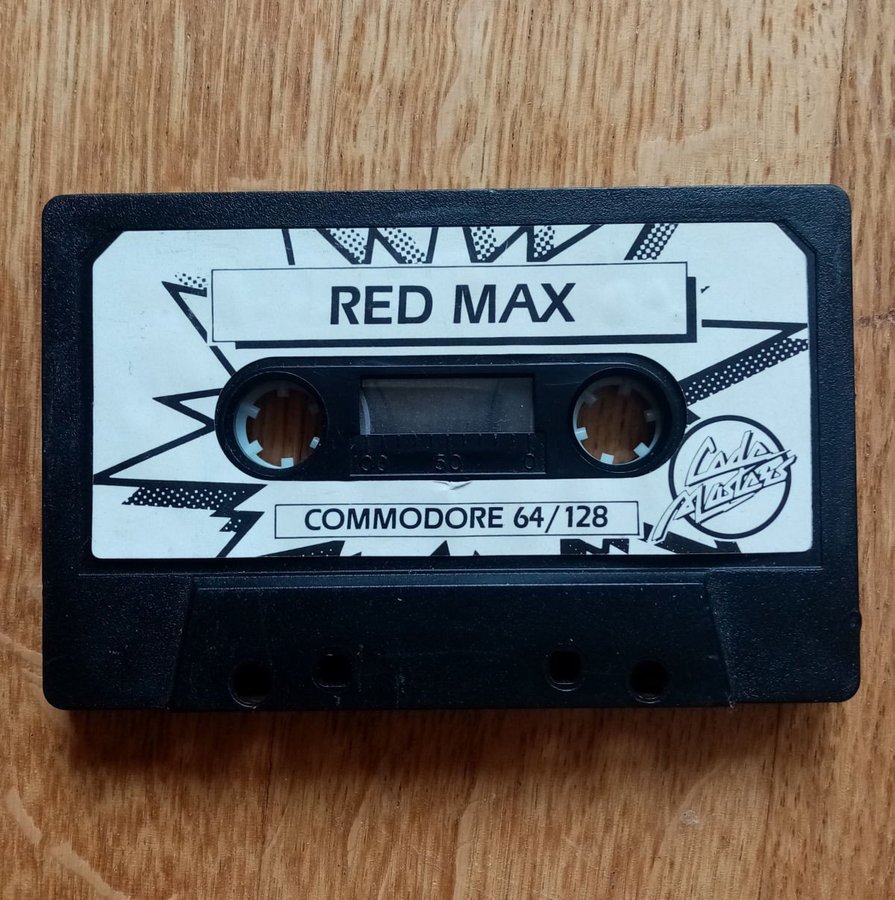 RED MAX
100 50 0
COMMODORE 64/128
Code
Masters